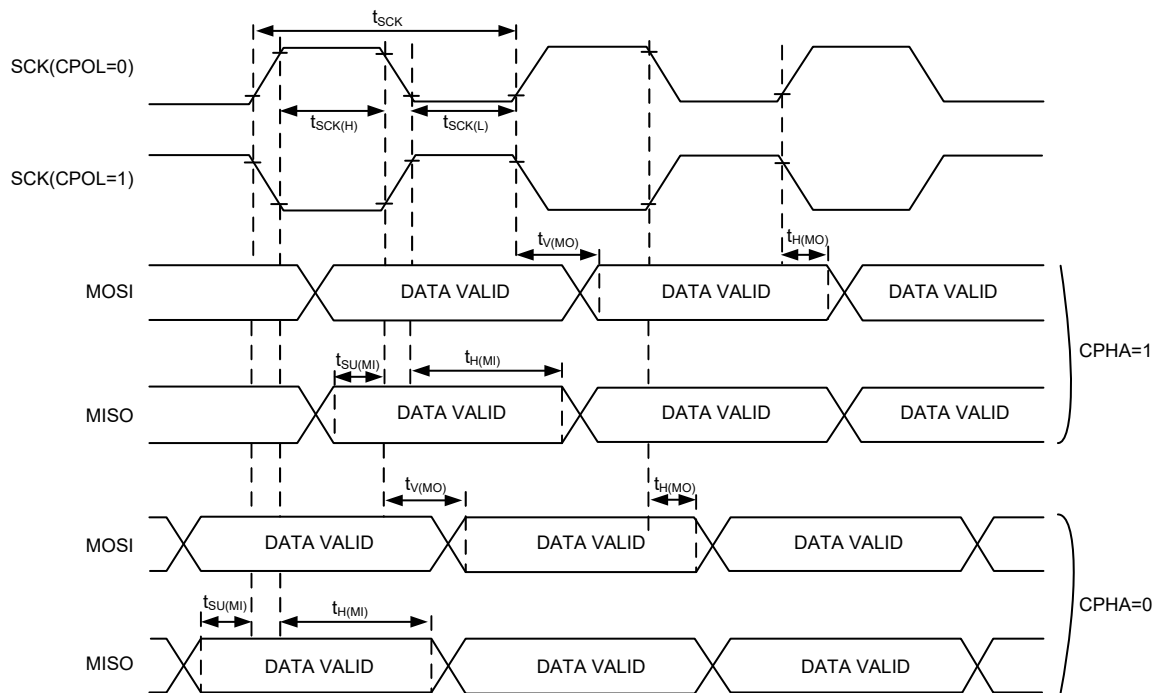 tSCK
SCK(CPOL=0)
tSCK(H)
tSCK(L)
SCK(CPOL=1)
tV(MO)
tH(MO)
MOSI
DATA VALID
DATA VALID
DATA VALID
CPHA=1
tSU(MI)
tH(MI)
MISO
DATA VALID
DATA VALID
DATA VALID
tV(MO)
tH(MO)
MOSI
DATA VALID
DATA VALID
DATA VALID
CPHA=0
tSU(MI)
tH(MI)
MISO
DATA VALID
DATA VALID
DATA VALID